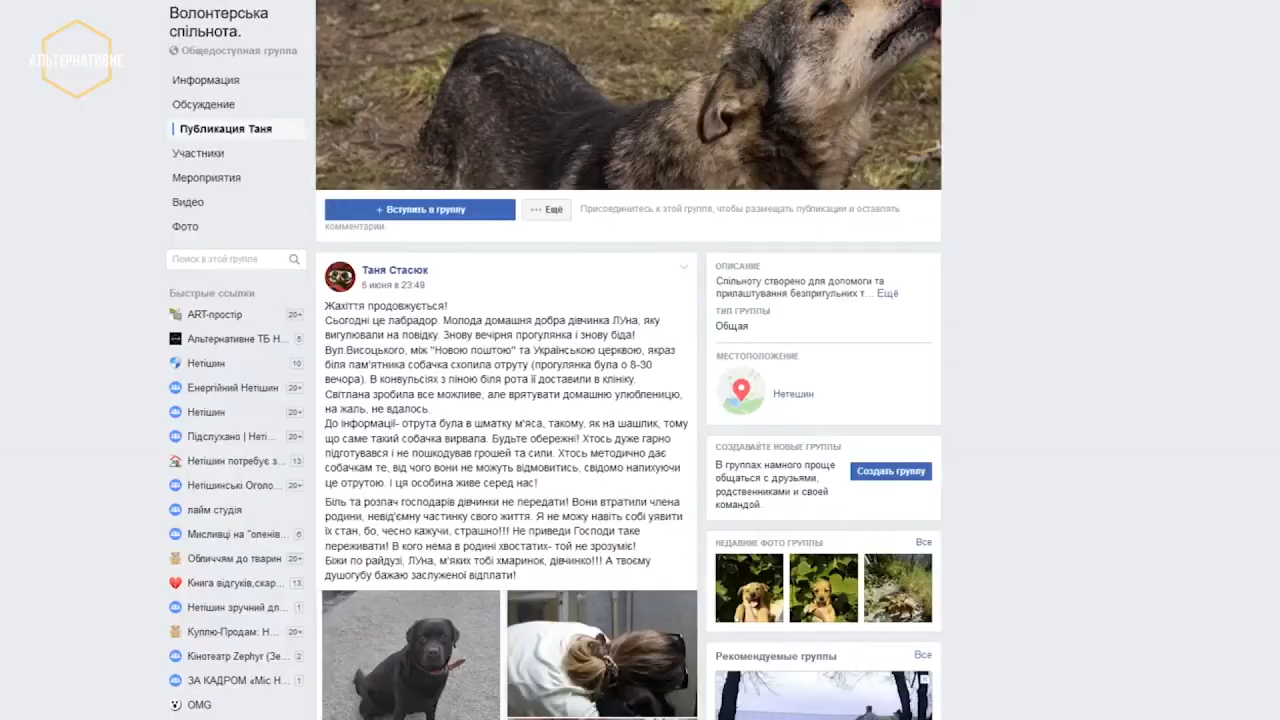 АЛЬТЕРНАТИВНЕ
Волонтерська
спільнота.
Общедоступная группа
Информация
Обсуждение
Публикация Таня
Участники
Мероприятия
Видео
Фото
Поиск в этой группе
Быстрые ссылки
ART-простір 20+
Альтернативне ТБ Н... 6
Нетішин 10
Енергійний Нетішин 20+
Нетішин 20+
Підслухано | Неті... 20+
Нетішин потребує з... 13
Нетішинські Оголо... 20+
лайм студія
Мисливці на "оленів... 6
Обличчям до тварин 20+
Книга відгуків,скар... 13
Нетішин зручний дл... 1
Куплю-Продам: Н... 20+
Кінотеатр Zephyr (Зе... 2
ЗА КАДРОМ «Міс Н... 1
OMG
+ Вступить в группу
••• Ещё
Присоединитесь к этой группе, чтобы размещать публикации и оставлять
комментарии.
Таня Стасюк
6 июня в 23:49
Жахіття продовжується!
Сьогодні це лабрадор. Молода домашня добра дівчинка ЛУна, яку
вигулювали на повідку. Знову вечірня прогулянка і знову біда!
Вул.Висоцького, між "Новою поштою" та Українською церквою, якраз
біля пам'ятника собачка схопила отруту (прогулянка була о 8-30
вечора). В конвульсіях з піною біля рота її доставили в клініку.
Світлана зробила все можливе, але врятувати домашню улюбленицю,
на жаль, не вдалось.
До інформації- отрута була в шматку м'яса, такому, як на шашлик, тому
що саме такий собачка вирвала. Будьте обережні! Хтось дуже гарно
підготувався і не пошкодував грошей та сили. Хтось методично дає
собачкам те, від чого вони не можуть відмовитись, свідомо напихуючи
це отрутою. І ця особина живе серед нас!
Біль та розпач господарів дівчинки не передати! Вони втратили члена
родини, невід'ємну частинку свого життя. Я не можу навіть собі уявити
їх стан, бо, чесно кажучи, страшно!!! Не приведи Господи таке
переживати! В кого нема в родині хвостатих- той не зрозуміє!
Біжи по райдузі, ЛУна, м'яких тобі хмаринок, дівчинко!!! А твоєму
душогубу бажаю заслуженої відплати!
ОПИСАНИЕ
Спільноту створено для допомоги та
прилаштування безпритульних т... Ещё
ТИП ГРУППЫ
Общая
МЕСТОПОЛОЖЕНИЕ
Нетешин
СОЗДАВАЙТЕ НОВЫЕ ГРУППЫ
В группах намного проще
общаться с друзьями,
родственниками и своей
командой.
Создать группу
НЕДАВНИЕ ФОТО ГРУППЫ Все
Рекомендуемые группы Все